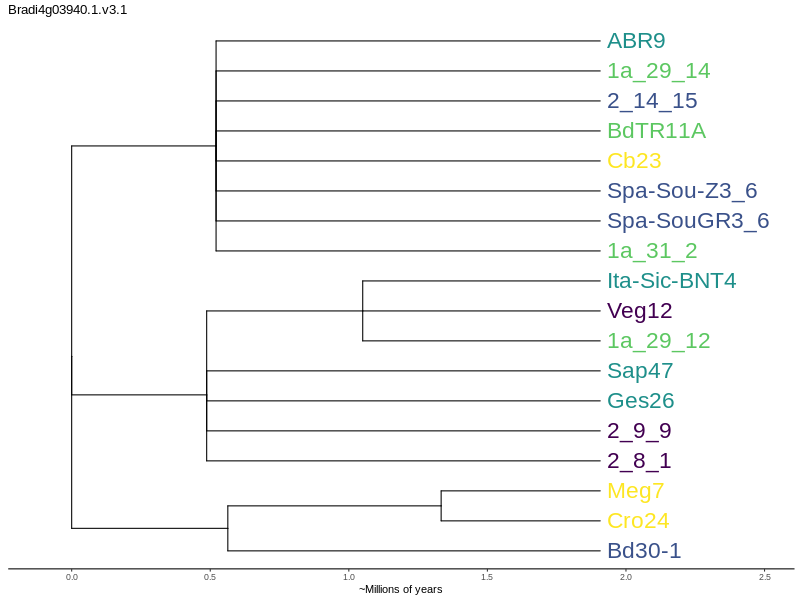 Bradi4g03940.1.v3.1
ABR9
1a_29_14
2_14_15
BdTR11A
Cb23
Spa-Sou-Z3_6
Spa-SouGR3_6
1a_31_2
Ita-Sic-BNT4
Veg12
1a_29_12
Sap47
Ges26
2_9_9
2_8_1
Meg7
Cro24
Bd30-1
0.0 0.5 1.0 1.5 2.0 2.5
~Millions of years